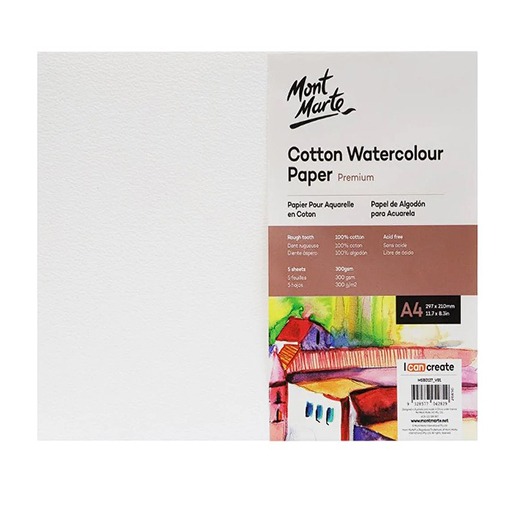 Mont
Marte
Cotton Watercolour
Paper Premium
Papier Pour Aquarelle
en Coton
Papel de Algodón
para Acuarela
Rough tooth 100% cotton Acid free
Dent rugueuse 100% coton Sans acide
Diente áspero 100% algodón Libre de ácido
5 sheets 300gsm
5 feuilles 300 gsm
5 hojas 300 g/m2
A4 297 x 210mm
11.7 x 8.3in
I can create
www.montmarte.net